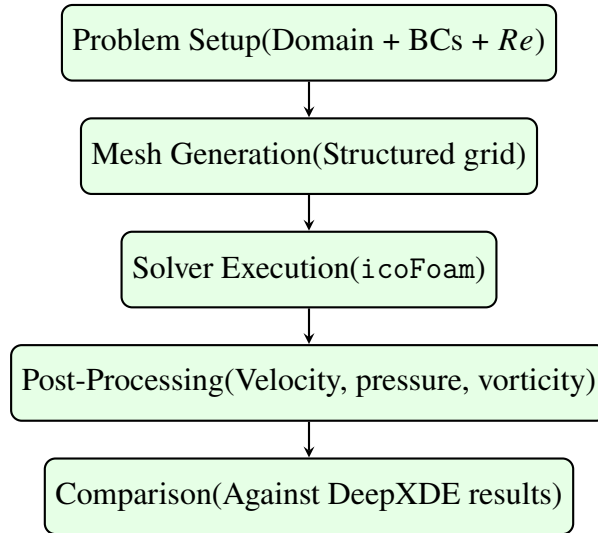 Problem Setup(Domain + BCs + Re)
Mesh Generation(Structured grid)
Solver Execution(icoFoam)
Post-Processing(Velocity, pressure, vorticity)
Comparison(Against DeepXDE results)